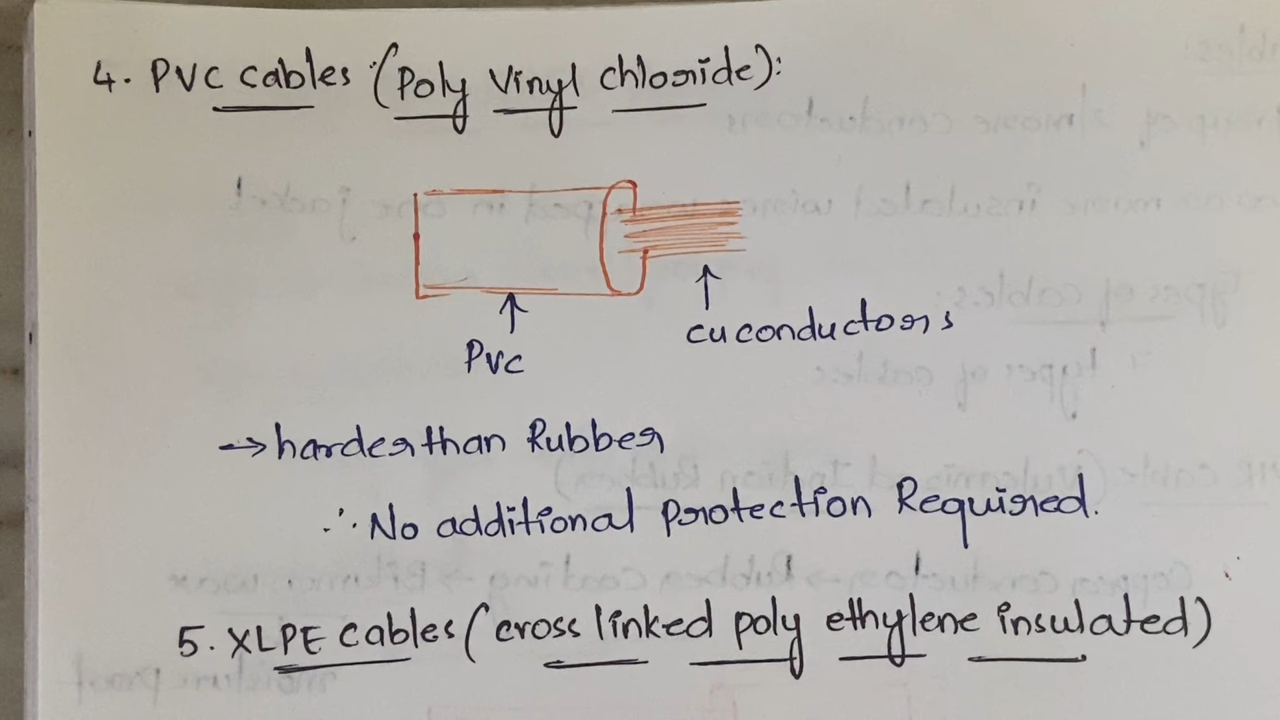 4. PVC cables (Poly Vinyl chloride):
PVC
cu conductors
→ harder than Rubber
∴ No additional protection Required.
5. XLPE cables (cross linked poly ethylene insulated)